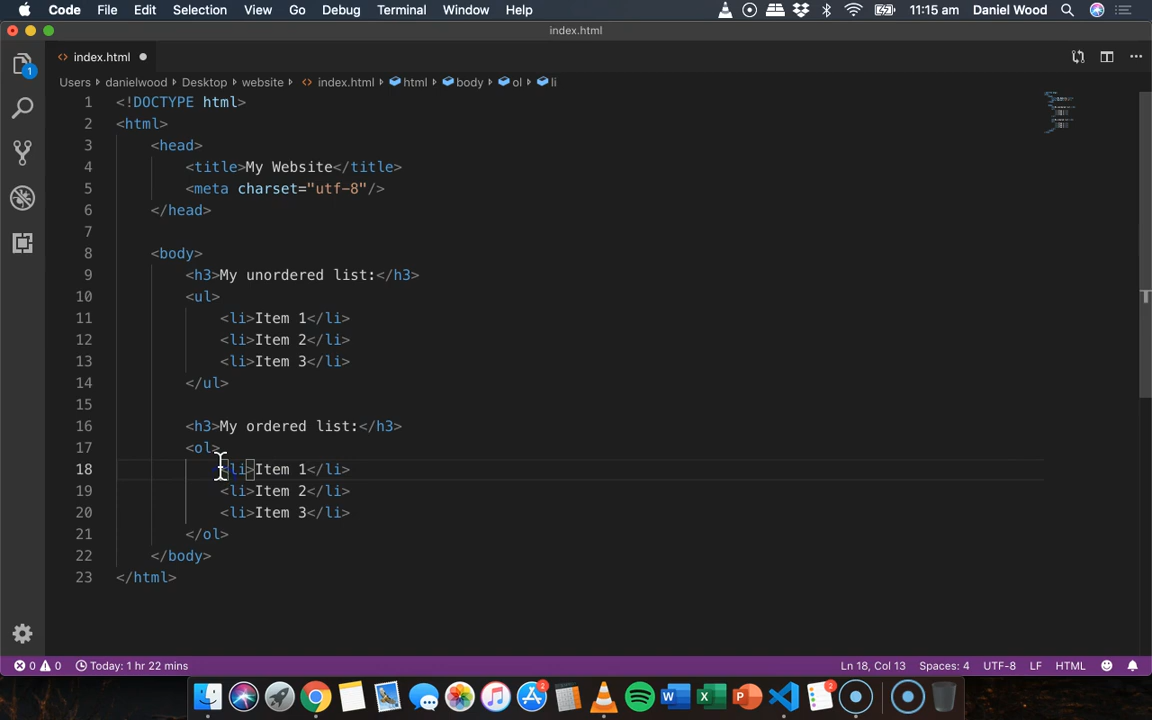 Code File Edit Selection View Go Debug Terminal Window Help 11:15 am Daniel Wood
index.html
index.html
1
Users danielwood Desktop website index.html html body ol li
1 <!DOCTYPE html>
2 <html>
3 <head>
4 <title>My Website</title>
5 <meta charset="utf-8"/>
6 </head>
7
8 <body>
9 <h3>My unordered list:</h3>
10 <ul>
11 <li>Item 1</li>
12 <li>Item 2</li>
13 <li>Item 3</li>
14 </ul>
15
16 <h3>My ordered list:</h3>
17 <ol>
18 <li>Item 1</li>
19 <li>Item 2</li>
20 <li>Item 3</li>
21 </ol>
22 </body>
23 </html>
0 0 Today: 1 hr 22 mins Ln 18, Col 13 Spaces: 4 UTF-8 LF HTML
2 W X P 2